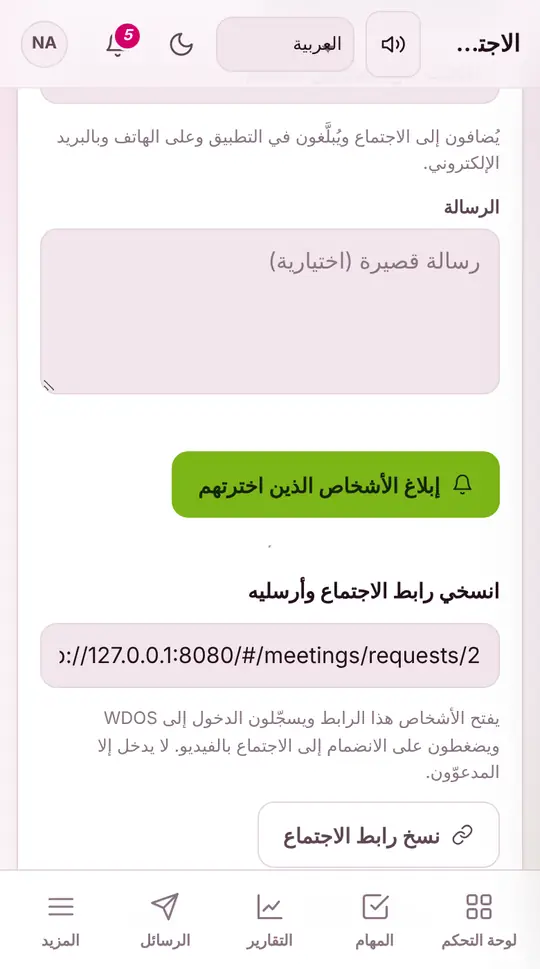 الاجتـ...
العربية
5
NA
يُضافون إلى الاجتماع ويُبلَّغون في التطبيق وعلى الهاتف وبالبريد
الإلكتروني.
الرسالة
رسالة قصيرة (اختيارية)
إبلاغ الأشخاص الذين اخترتهم
انسخي رابط الاجتماع وأرسليه
p://127.0.0.1:8080/#/meetings/requests/2
يفتح الأشخاص هذا الرابط ويسجّلون الدخول إلى WDOS
ويضغطون على الانضمام إلى الاجتماع بالفيديو. لا يدخل إلا
المدعوّون.
نسخ رابط الاجتماع
لوحة التحكم
المهام
التقارير
الرسائل
المزيد